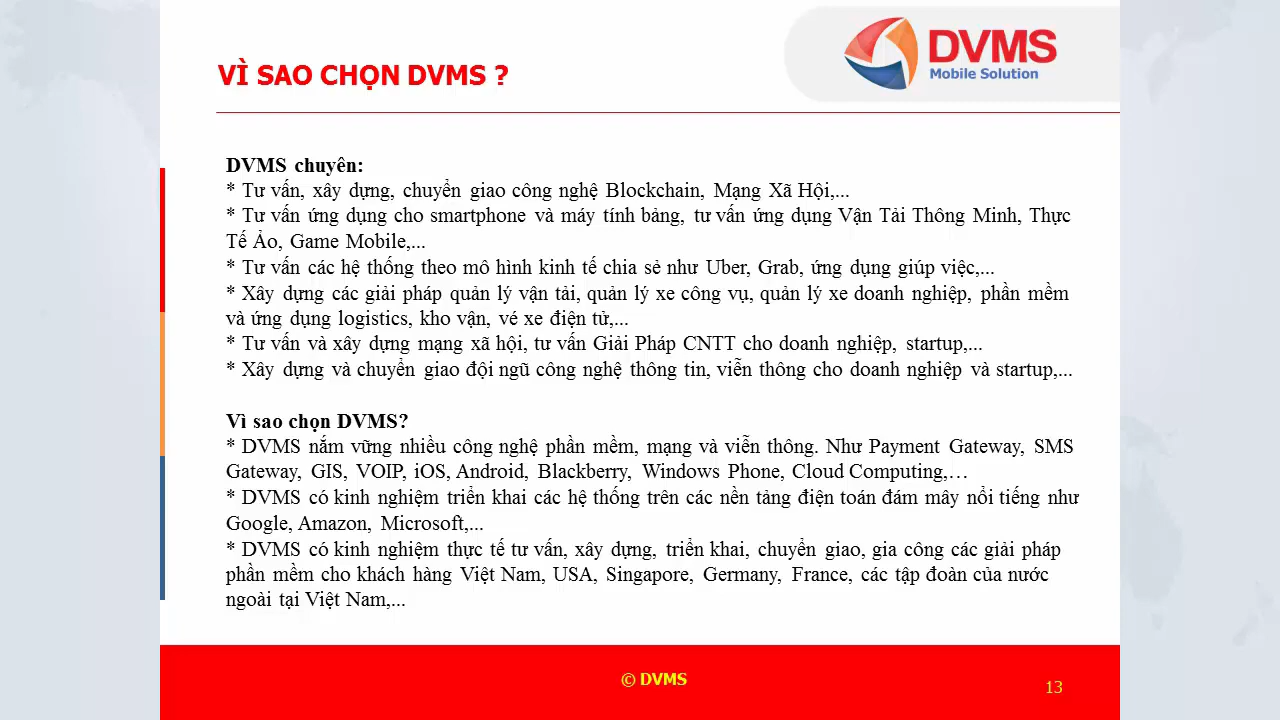 VÌ SAO CHỌN DVMS ?
DVMS
Mobile Solution
DVMS chuyên:
* Tư vấn, xây dựng, chuyển giao công nghệ Blockchain, Mạng Xã Hội,...
* Tư vấn ứng dụng cho smartphone và máy tính bảng, tư vấn ứng dụng Vận Tải Thông Minh, Thực
Tế Ảo, Game Mobile,...
* Tư vấn các hệ thống theo mô hình kinh tế chia sẻ như Uber, Grab, ứng dụng giúp việc,...
* Xây dựng các giải pháp quản lý vận tải, quản lý xe công vụ, quản lý xe doanh nghiệp, phần mềm
và ứng dụng logistics, kho vận, vé xe điện tử,...
* Tư vấn và xây dựng mạng xã hội, tư vấn Giải Pháp CNTT cho doanh nghiệp, startup,...
* Xây dựng và chuyển giao đội ngũ công nghệ thông tin, viễn thông cho doanh nghiệp và startup,...
Vì sao chọn DVMS?
* DVMS nắm vững nhiều công nghệ phần mềm, mạng và viễn thông. Như Payment Gateway, SMS
Gateway, GIS, VOIP, iOS, Android, Blackberry, Windows Phone, Cloud Computing,…
* DVMS có kinh nghiệm triển khai các hệ thống trên các nền tảng điện toán đám mây nổi tiếng như
Google, Amazon, Microsoft,...
* DVMS có kinh nghiệm thực tế tư vấn, xây dựng, triển khai, chuyển giao, gia công các giải pháp
phần mềm cho khách hàng Việt Nam, USA, Singapore, Germany, France, các tập đoàn của nước
ngoài tại Việt Nam,...
© DVMS
13